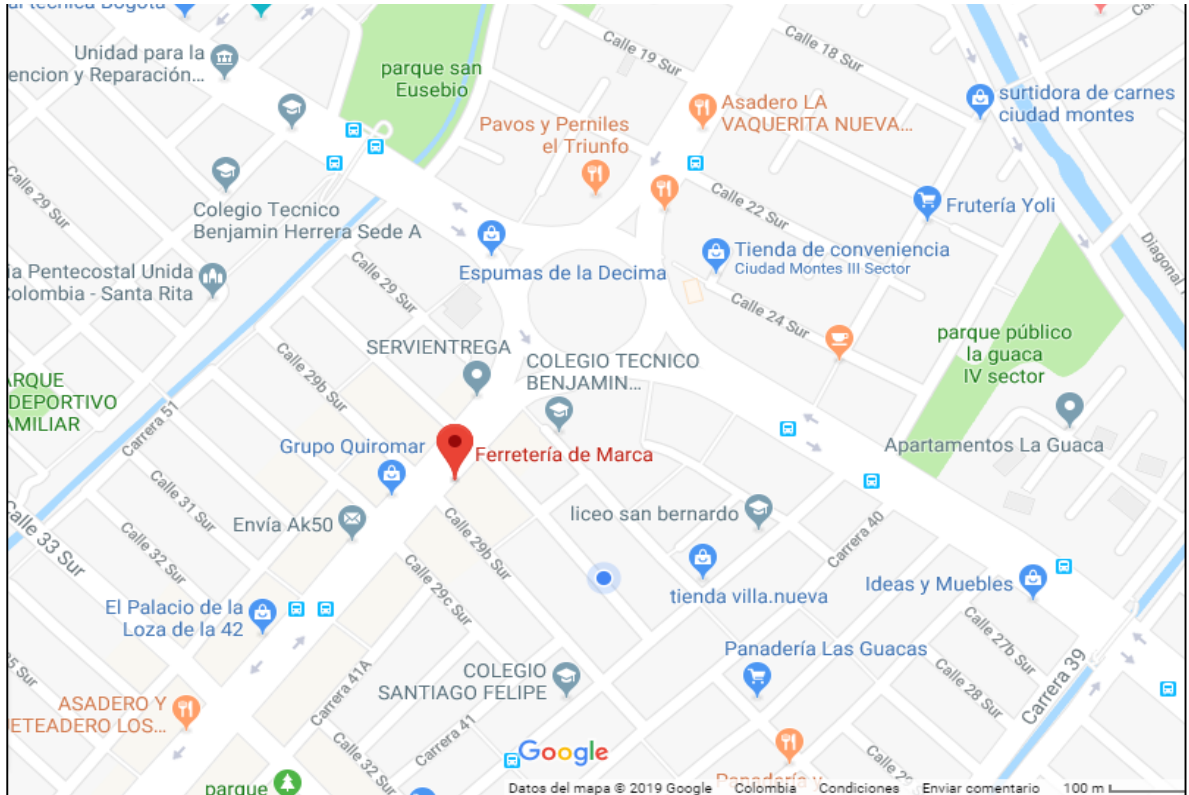 Unidad para la
encion y Reparación...
parque san
Eusebio
Calle 19 Sur
Calle 18 Sur
Pavos y Perniles
el Triunfo
Asadero LA
VAQUERITA NUEVA...
surtidora de carnes
ciudad montes
Calle 29 Sur
Colegio Tecnico
Benjamin Herrera Sede A
Calle 22 Sur
Frutería Yoli
Diagonal
ia Pentecostal Unida
Colombia - Santa Rita
Calle 29 Sur
Espumas de la Decima
Tienda de conveniencia
Ciudad Montes III Sector
Calle 24 Sur
parque público
la guaca
IV sector
SERVIENTREGA
COLEGIO TECNICO
BENJAMIN...
Calle 29b Sur
ARQUE
DEPORTIVO
AMILIAR
Carrera 51
Grupo Quiromar
Ferretería de Marca
Apartamentos La Guaca
Calle 31 Sur
Calle 33 Sur
Calle 32 Sur
Envía Ak50
Calle 29b Sur
liceo san bernardo
Carrera 40
Calle 29c Sur
tienda villa.nueva
Ideas y Muebles
El Palacio de la
Loza de la 42
Calle 27b Sur
Panadería Las Guacas
COLEGIO
SANTIAGO FELIPE
Carrera 41A
Carrera 41
Calle 28 Sur
Carrera 39
ASADERO Y
ETEADERO LOS...
Calle 32 Sur
Google
parque
Datos del mapa © 2019 Google Colombia Condiciones Enviar comentario 100 m